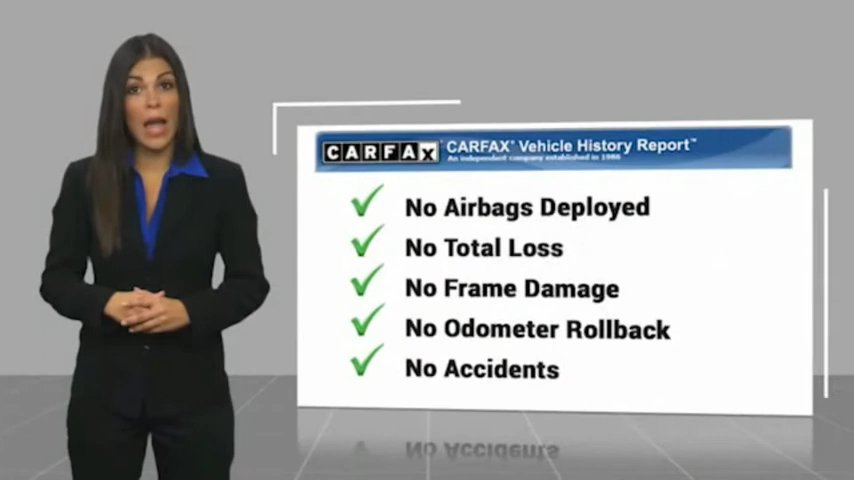 CARFAX CARFAX® Vehicle History Report™
An independent company established in 1986
No Airbags Deployed
No Total Loss
No Frame Damage
No Odometer Rollback
No Accidents
No Accidents